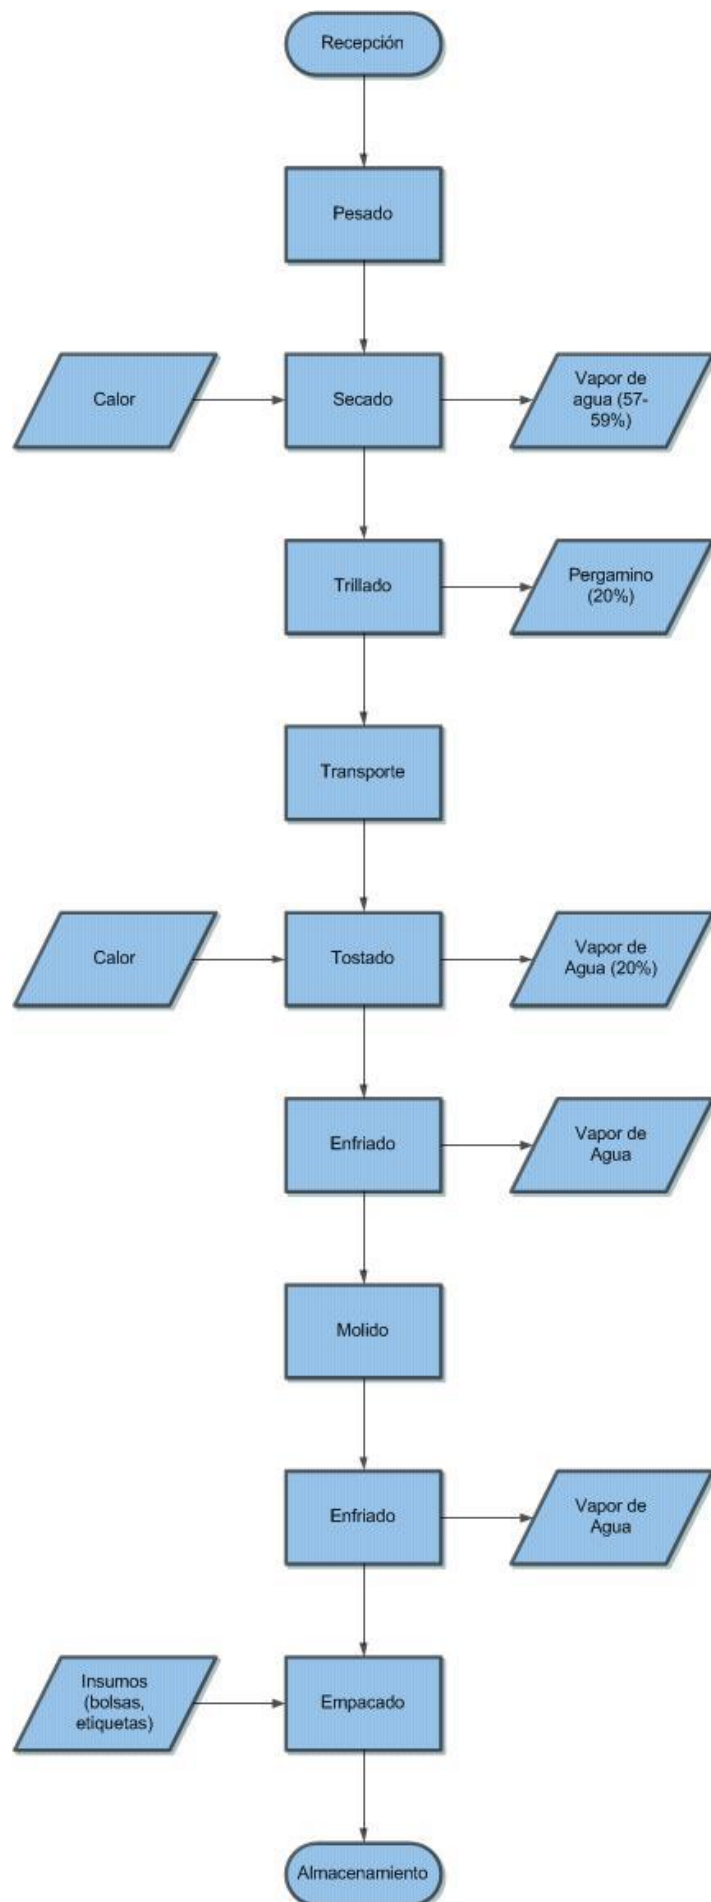 Recepción
Pesado
Calor
Secado
Vapor de
agua (57-
59%)
Trillado
Pergamino
(20%)
Transporte
Calor
Tostado
Vapor de
Agua (20%)
Enfriado
Vapor de
Agua
Molido
Enfriado
Vapor de
Agua
Insumos
(bolsas,
etiquetas)
Empacado
Almacenamiento